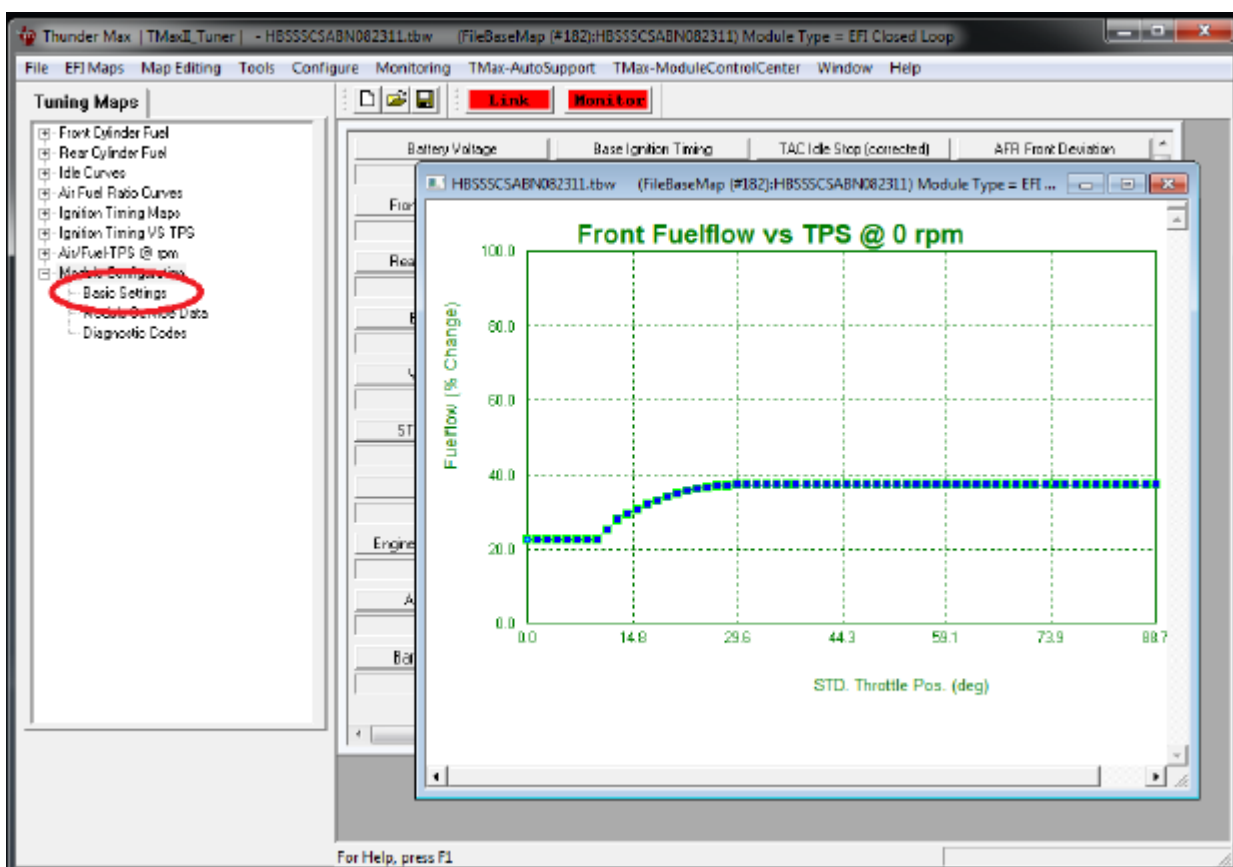 Thunder Max | TMaxII_Tuner | - HBSSSCSABN082311.tbw (FileBaseMap (#182):HBSSSCSABN082311) Module Type = EFI Closed Loop
File EFI Maps Map Editing Tools Configure Monitoring TMax-AutoSupport TMax-ModuleControlCenter Window Help
Tuning Maps
Link Monitor
Front Cylinder Fuel
Rear Cylinder Fuel
Idle Curves
Air Fuel Ratio Curves
Ignition Timing Maps
Ignition Timing VS TPS
Air/Fuel-TPS @ rpm
Module Configuration
Basic Settings
Module Service Data
Diagnostic Codes
Battery Voltage Base Ignition Timing TAC Idle Stop (corrected) AFR Front Deviation
HBSSSCSABN082311.tbw (FileBaseMap (#182):HBSSSCSABN082311) Module Type = EFI ...
Engine
Front Fuelflow vs TPS @ 0 rpm
Fuelflow (% Change)
100.0
80.0
60.0
40.0
20.0
0.0
0.0 14.8 29.6 44.3 59.1 73.9 88.7
STD. Throttle Pos. (deg)
For Help, press F1